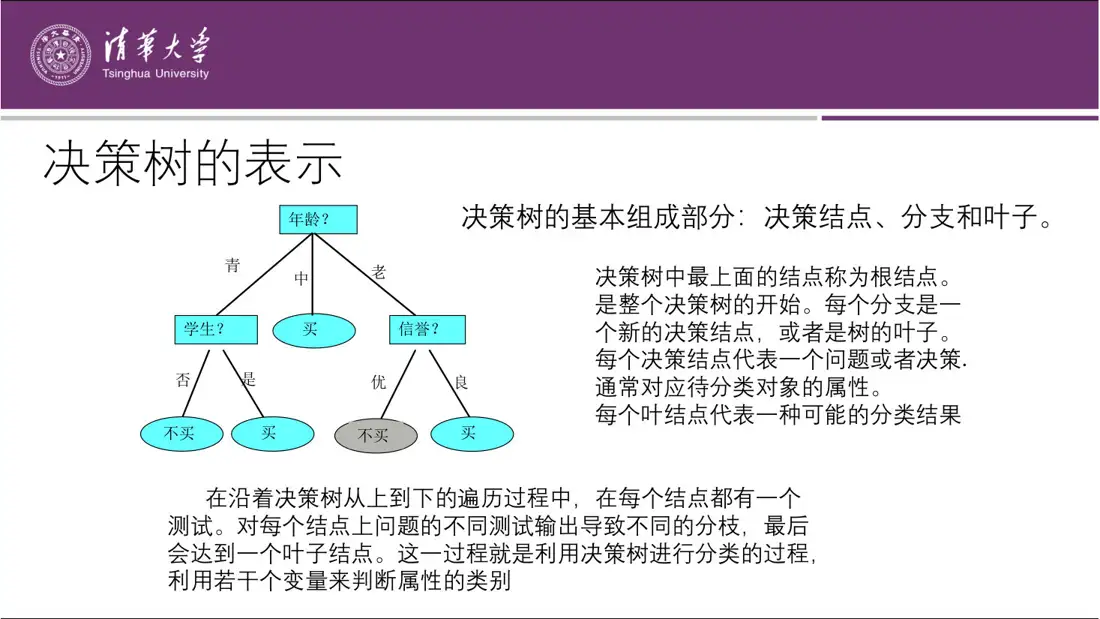 清华大学
Tsinghua University
决策树的表示
年龄？
决策树的基本组成部分：决策结点、分支和叶子。
青
中
老
学生？
买
信誉？
否
是
优
良
不买
买
不买
买
决策树中最上面的结点称为根结点。
是整个决策树的开始。每个分支是一
个新的决策结点，或者是树的叶子。
每个决策结点代表一个问题或者决策.
通常对应待分类对象的属性。
每个叶结点代表一种可能的分类结果
在沿着决策树从上到下的遍历过程中，在每个结点都有一个
测试。对每个结点上问题的不同测试输出导致不同的分枝，最后
会达到一个叶子结点。这一过程就是利用决策树进行分类的过程，
利用若干个变量来判断属性的类别